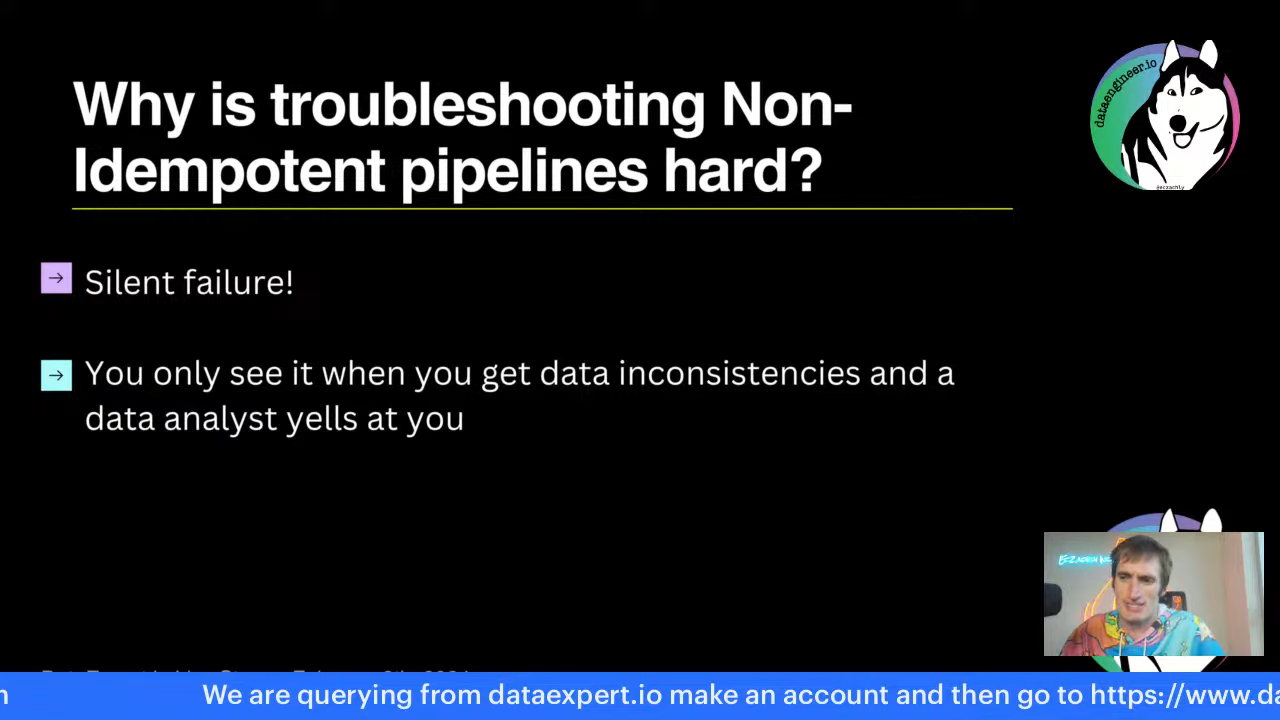 Why is troubleshooting Non-
Idempotent pipelines hard?
dataengineer.io
@eczachly
→ Silent failure!
→ You only see it when you get data inconsistencies and a
data analyst yells at you
We are querying from dataexpert.io make an account and then go to https://www.da